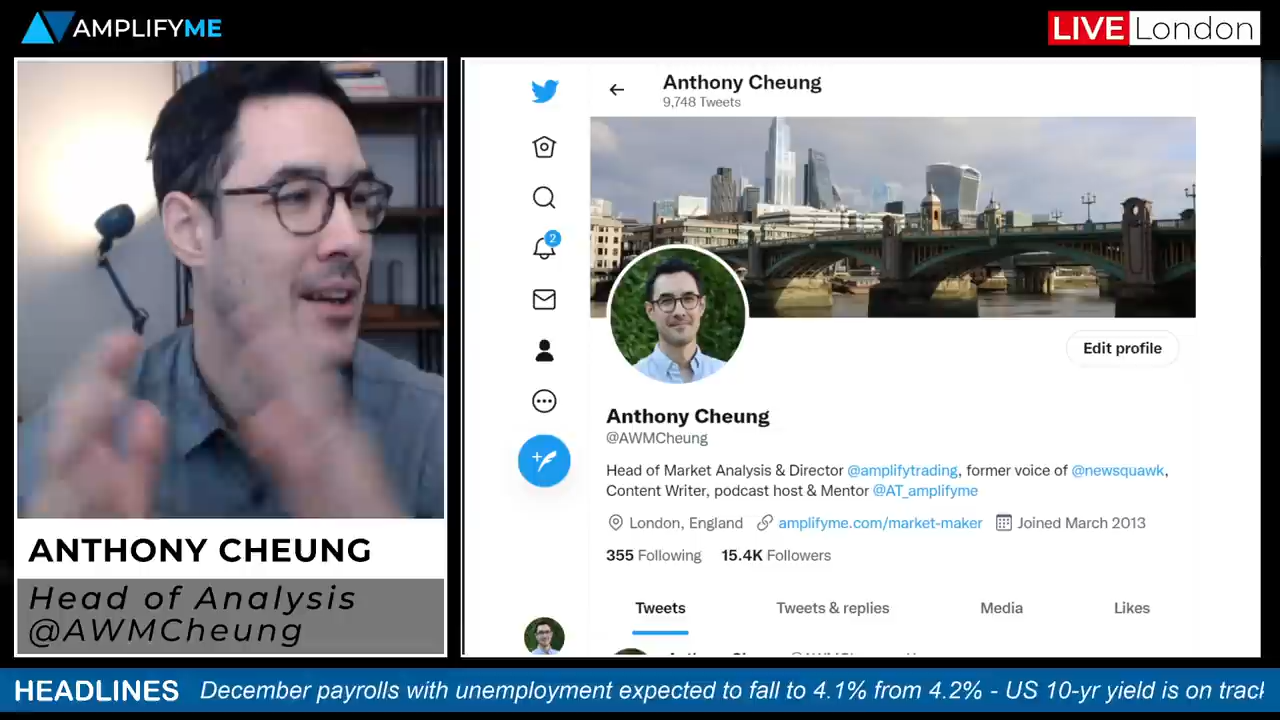 AMPLIFYME
LIVE London
Anthony Cheung
9,748 Tweets
2
Edit profile
Anthony Cheung
@AWMCheung
Head of Market Analysis & Director @amplifytrading, former voice of @newsquawk,
Content Writer, podcast host & Mentor @AT_amplifyme
London, England amplifyme.com/market-maker Joined March 2013
355 Following 15.4K Followers
Tweets Tweets & replies Media Likes
ANTHONY CHEUNG
Head of Analysis
@AWMCheung
HEADLINES December payrolls with unemployment expected to fall to 4.1% from 4.2% - US 10-yr yield is on track